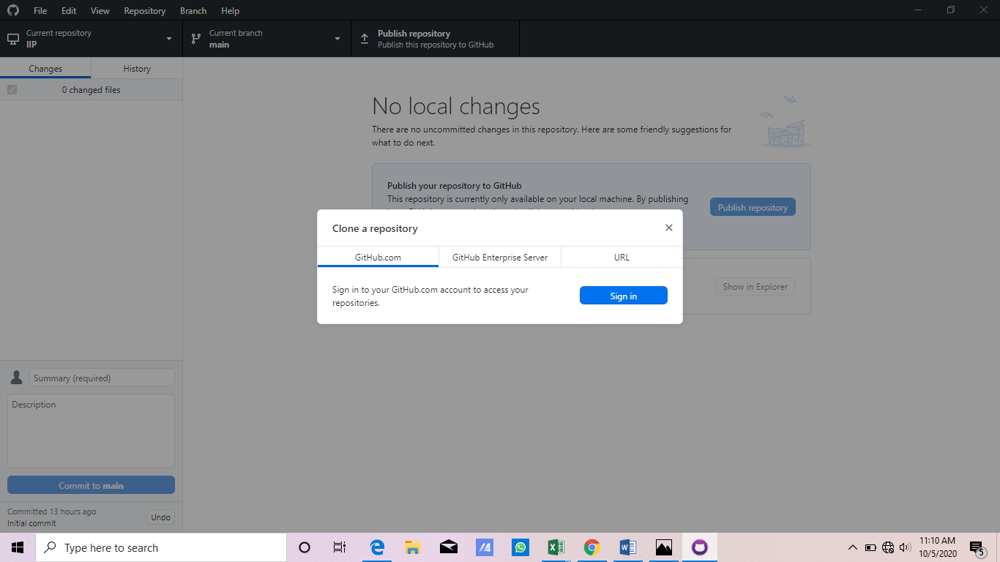 File Edit View Repository Branch Help
Current repository
IIP
Current branch
main
Publish repository
Publish this repository to GitHub
Changes History
0 changed files
No local changes
There are no uncommitted changes in this repository. Here are some friendly suggestions for
what to do next.
Publish your repository to GitHub
This repository is currently only available on your local machine. By publishing
Publish repository
Clone a repository
GitHub.com GitHub Enterprise Server URL
Sign in to your GitHub.com account to access your
repositories.
Sign in
Show in Explorer
Summary (required)
Description
Commit to main
Committed 13 hours ago
Initial commit
Undo
Type here to search
11:10 AM
10/5/2020
5